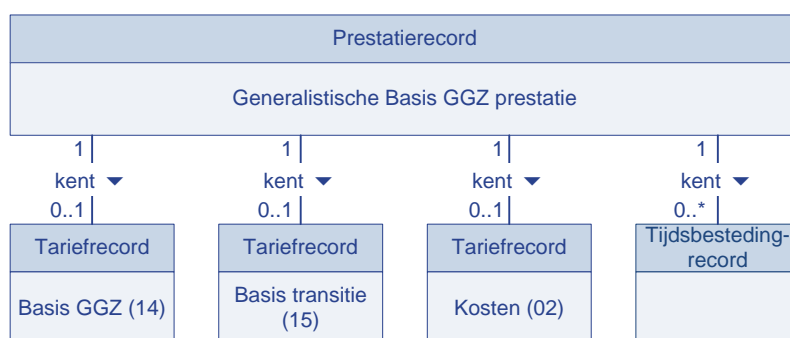 Prestatierecord
Generalistische Basis GGZ prestatie
1 1 1 1
kent kent kent kent
0..1 0..1 0..1 0..*
Tariefrecord Tariefrecord Tariefrecord Tijdsbesteding-
record
Basis GGZ (14) Basis transitie
(15) Kosten (02)